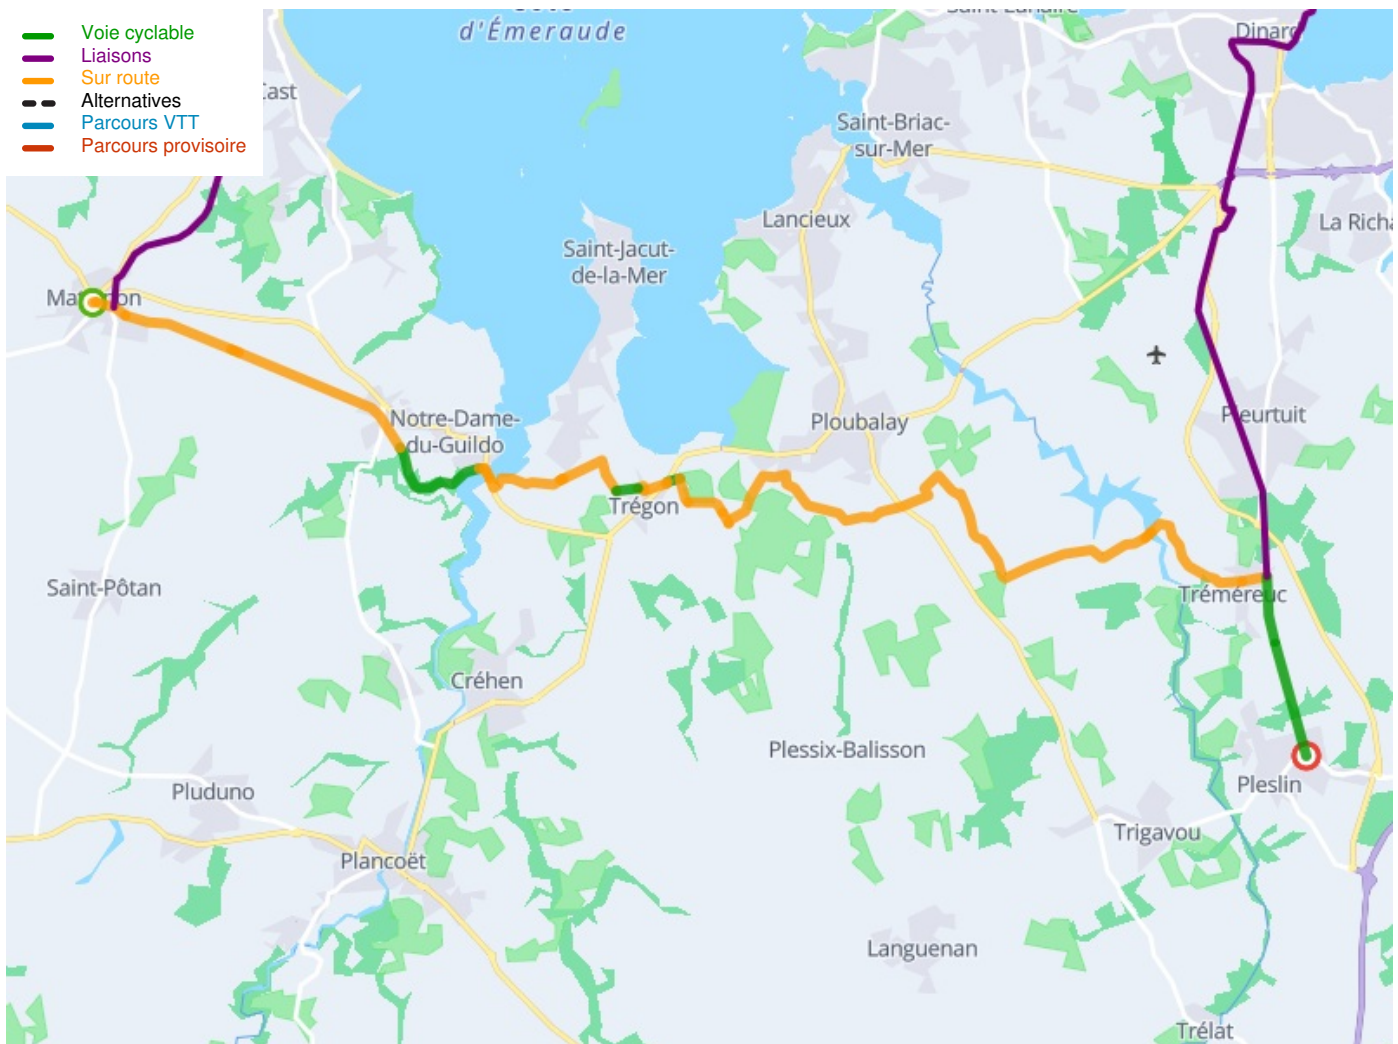 Voie cyclable
Liaisons
Sur route
Alternatives
Parcours VTT
Parcours provisoire
d'Émeraude
Dinard
Saint-Briac-
sur-Mer
Lancieux
Saint-Jacut-
de-la-Mer
Notre-Dame-
du-Guildo
Ploubalay
Pleurtuit
Trégon
Saint-Pôtan
Tréméreuc
Créhen
Plessix-Balisson
Pluduno
Pleslin
Trigavou
Plancoët
Languenan
Trélat